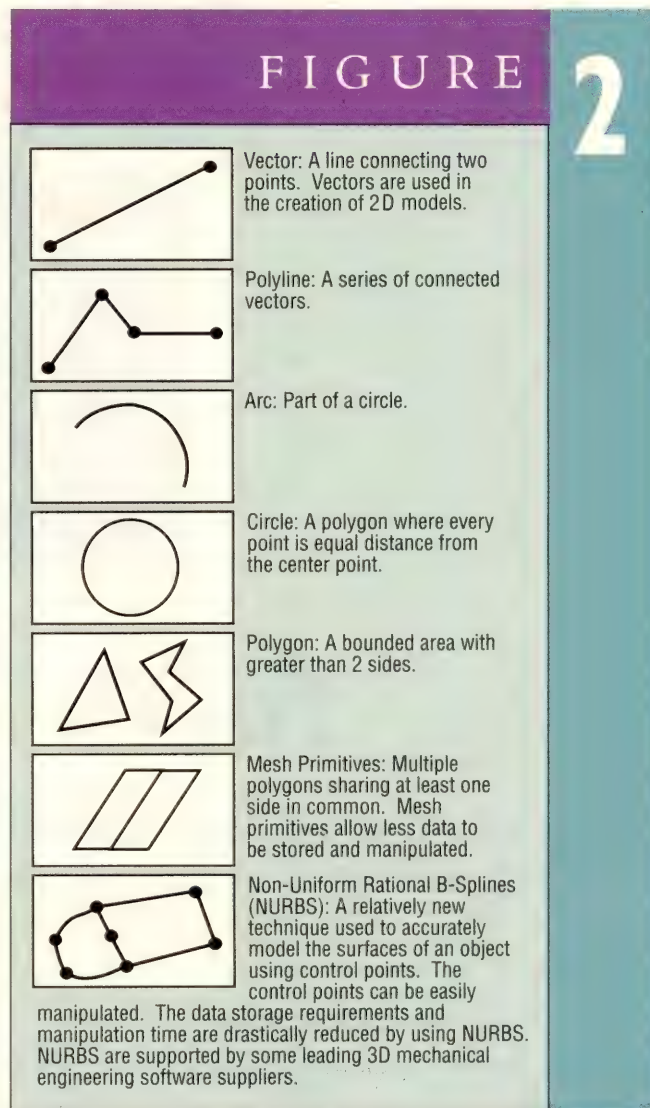 FIGURE 2
Vector: A line connecting two
points. Vectors are used in
the creation of 2D models.
Polyline: A series of connected
vectors.
Arc: Part of a circle.
Circle: A polygon where every
point is equal distance from
the center point.
Polygon: A bounded area with
greater than 2 sides.
Mesh Primitives: Multiple
polygons sharing at least one
side in common. Mesh
primitives allow less data to
be stored and manipulated.
Non-Uniform Rational B-Splines
(NURBS): A relatively new
technique used to accurately
model the surfaces of an object
using control points. The
control points can be easily
manipulated. The data storage requirements and
manipulation time are drastically reduced by using NURBS.
NURBS are supported by some leading 3D mechanical
engineering software suppliers.